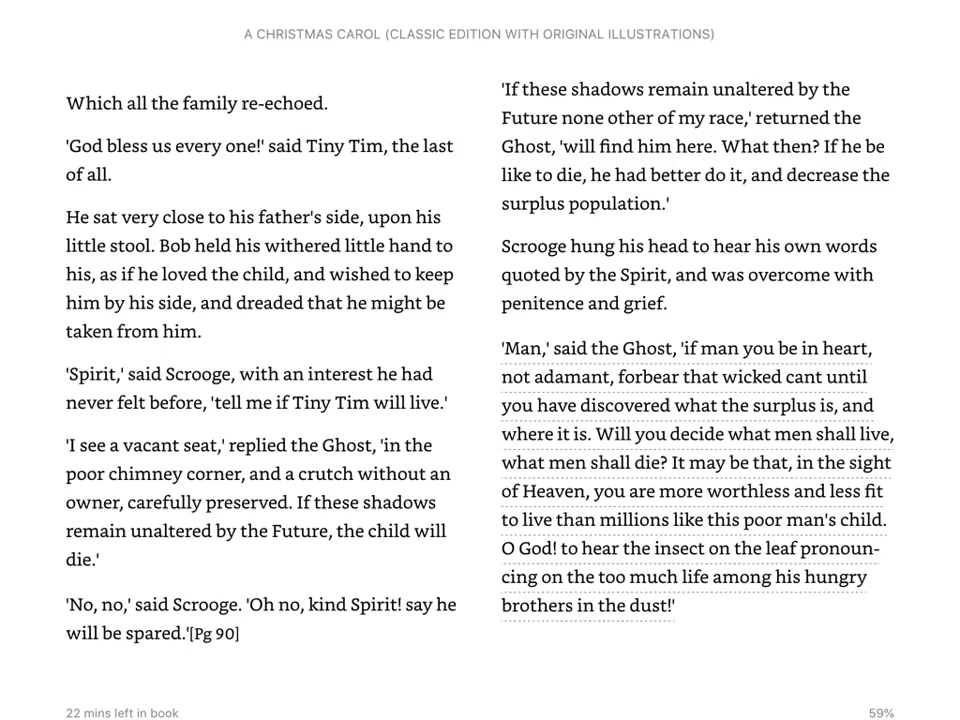 A CHRISTMAS CAROL (CLASSIC EDITION WITH ORIGINAL ILLUSTRATIONS)
Which all the family re-echoed.
'God bless us every one!' said Tiny Tim, the last
of all.
He sat very close to his father's side, upon his
little stool. Bob held his withered little hand to
his, as if he loved the child, and wished to keep
him by his side, and dreaded that he might be
taken from him.
'Spirit,' said Scrooge, with an interest he had
never felt before, 'tell me if Tiny Tim will live.'
'I see a vacant seat,' replied the Ghost, 'in the
poor chimney corner, and a crutch without an
owner, carefully preserved. If these shadows
remain unaltered by the Future, the child will
die.'
'No, no,' said Scrooge. 'Oh no, kind Spirit! say he
will be spared.'[Pg 90]
'If these shadows remain unaltered by the
Future none other of my race,' returned the
Ghost, 'will find him here. What then? If he be
like to die, he had better do it, and decrease the
surplus population.'
Scrooge hung his head to hear his own words
quoted by the Spirit, and was overcome with
penitence and grief.
'Man,' said the Ghost, 'if man you be in heart,
not adamant, forbear that wicked cant until
you have discovered what the surplus is, and
where it is. Will you decide what men shall live,
what men shall die? It may be that, in the sight
of Heaven, you are more worthless and less fit
to live than millions like this poor man's child.
O God! to hear the insect on the leaf pronoun-
cing on the too much life among his hungry
brothers in the dust!'
22 mins left in book
59%